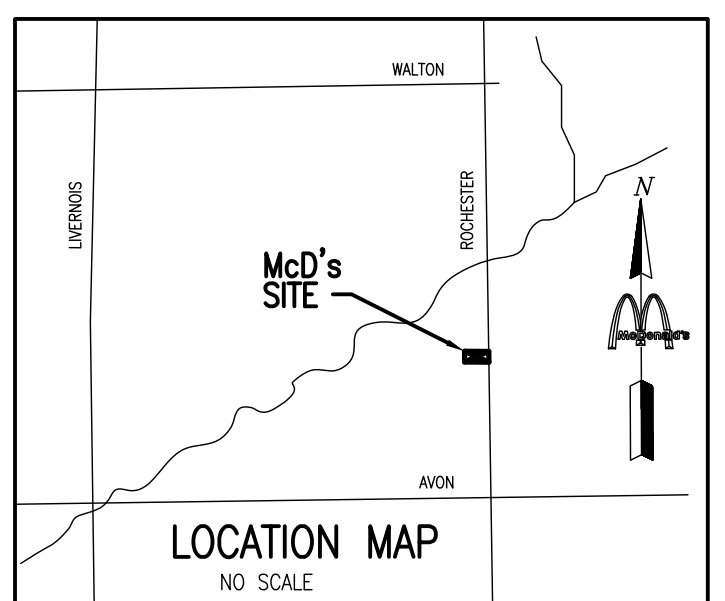 WALTON
LIVERNOIS
ROCHESTER
N
McD's
SITE
McDonald's
AVON
LOCATION MAP
NO SCALE